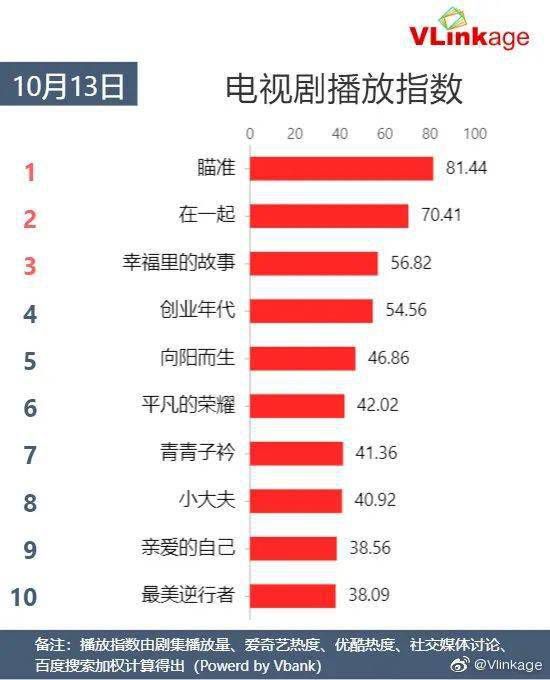 VLinkage
10月13日
电视剧播放指数
0 20 40 60 80 100
1 瞄准 81.44
2 在一起 70.41
3 幸福里的故事 56.82
4 创业年代 54.56
5 向阳而生 46.86
6 平凡的荣耀 42.02
7 青青子衿 41.36
8 小大夫 40.92
9 亲爱的自己 38.56
10 最美逆行者 38.09
备注：播放指数由剧集播放量、爱奇艺热度、优酷热度、社交媒体讨论、
百度搜索加权计算得出（Powerd by Vbank）
@Vlinkage